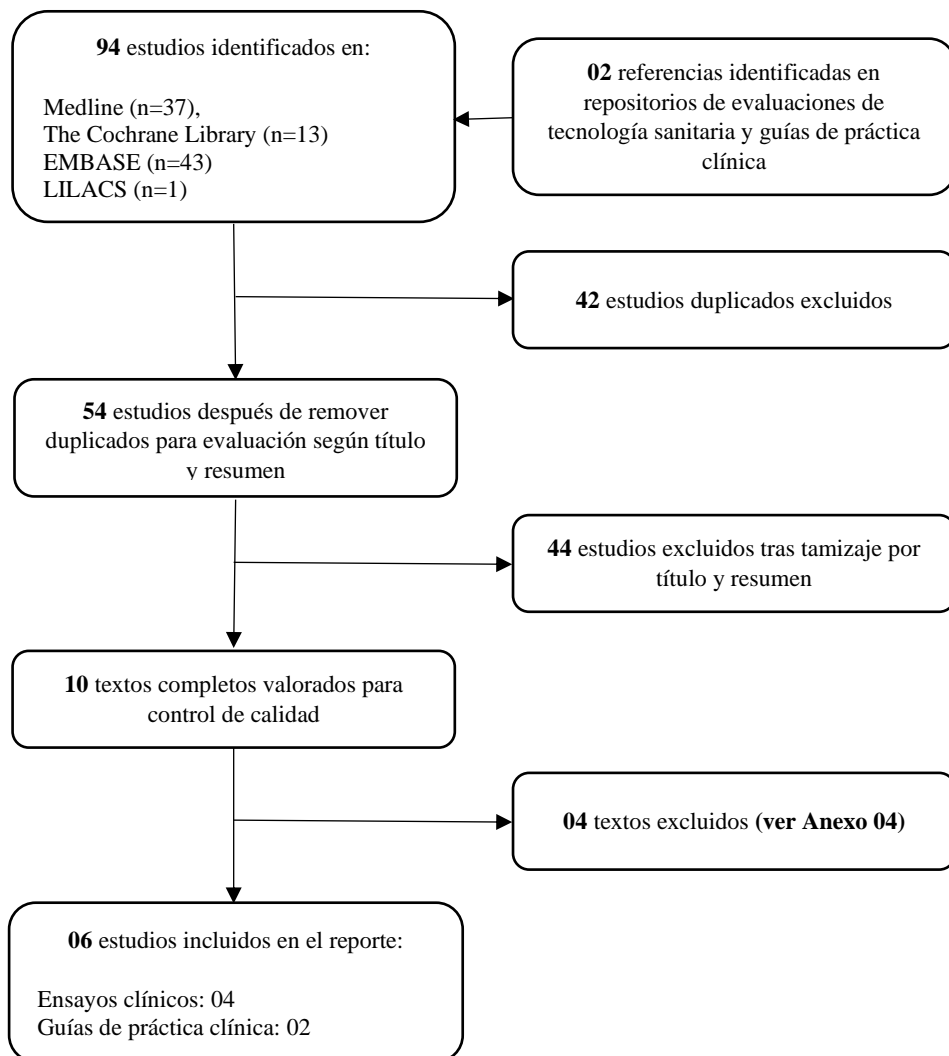 94 estudios identificados en:
Medline (n=37),
The Cochrane Library (n=13)
EMBASE (n=43)
LILACS (n=1)
02 referencias identificadas en
repositorios de evaluaciones de
tecnología sanitaria y guías de práctica
clínica
42 estudios duplicados excluidos
54 estudios después de remover
duplicados para evaluación según título
y resumen
44 estudios excluidos tras tamizaje por
título y resumen
10 textos completos valorados para
control de calidad
04 textos excluidos (ver Anexo 04)
06 estudios incluidos en el reporte:
Ensayos clínicos: 04
Guías de práctica clínica: 02